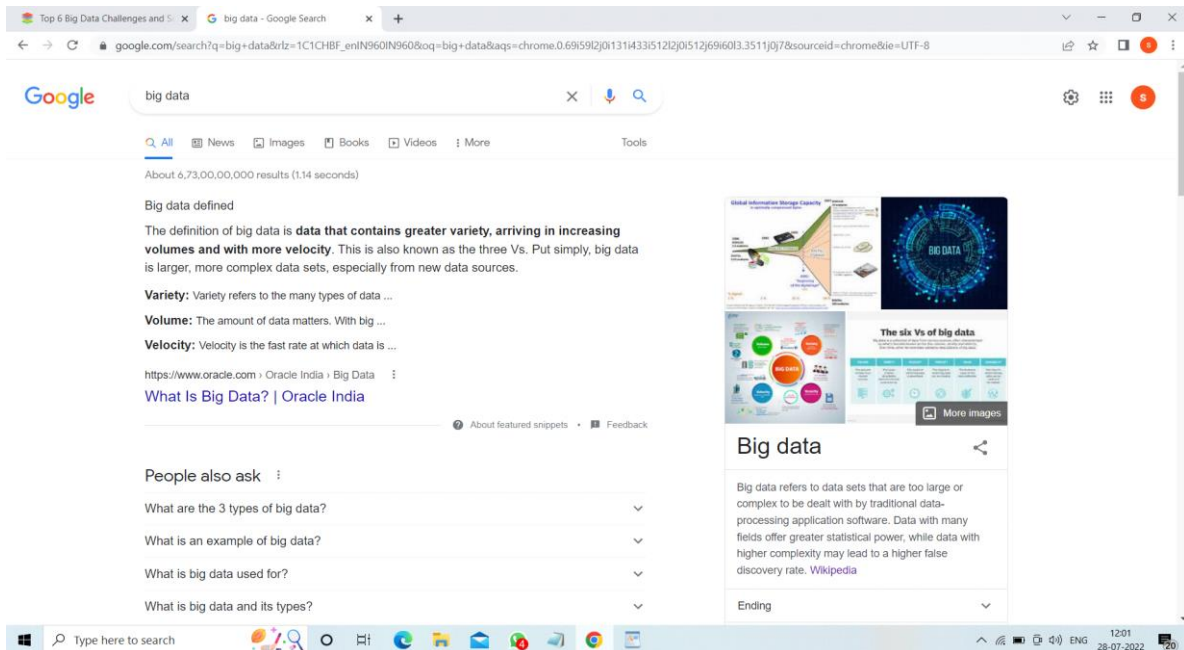 Top 6 Big Data Challenges and S
big data - Google Search
google.com/search?q=big+data&rlz=1C1CHBF_enIN960IN960&oq=big+data&aqs=chrome.0.69i59l2j0i131i433i512l2j0i512j69i60l3.3511j0j7&sourceid=chrome&ie=UTF-8
Google
big data
All News Images Books Videos More Tools
About 6,73,00,00,000 results (1.14 seconds)
Big data defined
The definition of big data is data that contains greater variety, arriving in increasing
volumes and with more velocity. This is also known as the three Vs. Put simply, big data
is larger, more complex data sets, especially from new data sources.
Variety: Variety refers to the many types of data ...
Volume: The amount of data matters. With big ...
Velocity: Velocity is the fast rate at which data is ...
https://www.oracle.com › Oracle India › Big Data
What Is Big Data? | Oracle India
About featured snippets • Feedback
People also ask
What are the 3 types of big data?
What is an example of big data?
What is big data used for?
What is big data and its types?
Global Information Storage Capacity
BIG DATA
BIG DATA
The six Vs of big data
More images
Big data
Big data refers to data sets that are too large or
complex to be dealt with by traditional data-
processing application software. Data with many
fields offer greater statistical power, while data with
higher complexity may lead to a higher false
discovery rate. Wikipedia
Ending
Type here to search
4
ENG
12:01
28-07-2022
20